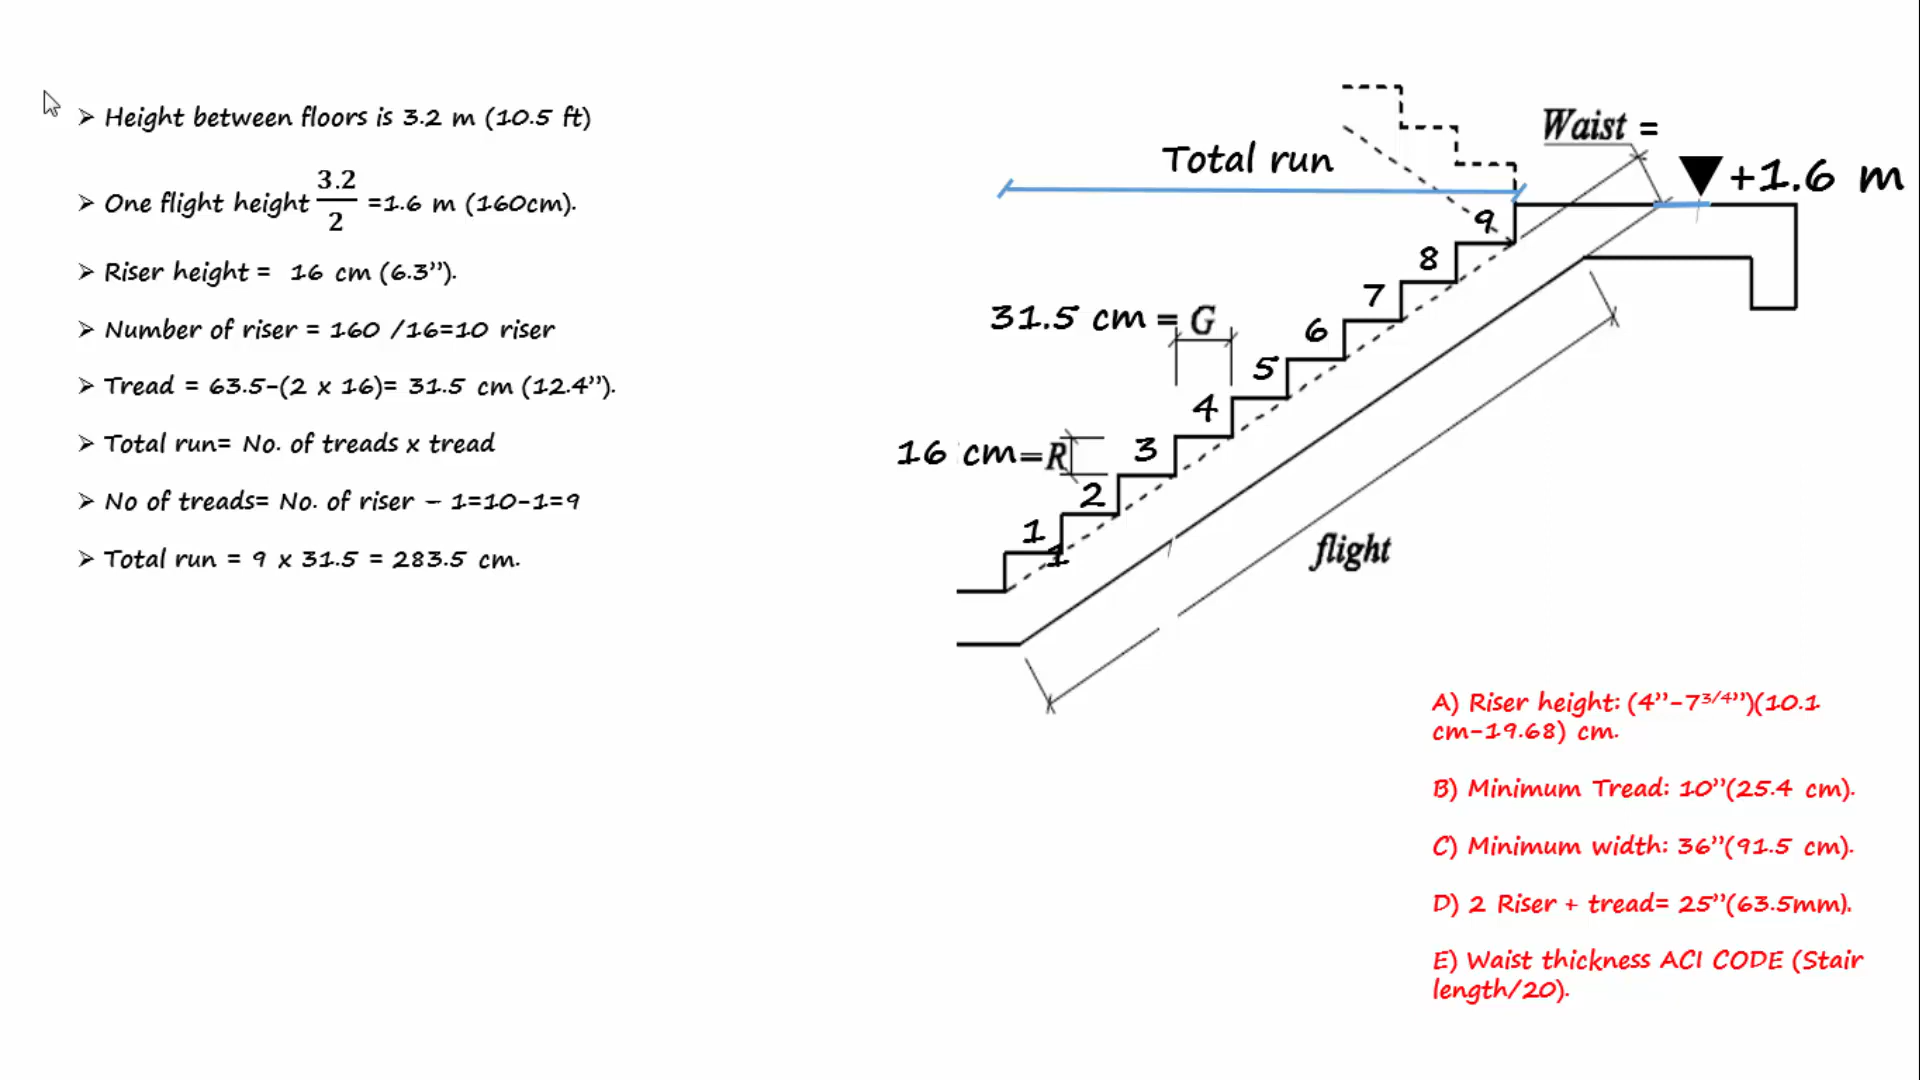 ➢ Height between floors is 3.2 m (10.5 ft)
➢ One flight height 3.2/2 =1.6 m (160cm).
➢ Riser height = 16 cm (6.3”).
➢ Number of riser = 160 /16=10 riser
➢ Tread = 63.5-(2 x 16)= 31.5 cm (12.4”).
➢ Total run= No. of treads x tread
➢ No of treads= No. of riser – 1=10-1=9
➢ Total run = 9 x 31.5 = 283.5 cm.
Waist =
Total run
+1.6 m
9
8
7
6
31.5 cm = G
5
4
3
16 cm=R
2
1
1
flight
A) Riser height: (4”-73/4”)(10.1
cm-19.68) cm.
B) Minimum Tread: 10”(25.4 cm).
C) Minimum width: 36”(91.5 cm).
D) 2 Riser + tread= 25”(63.5mm).
E) Waist thickness ACI CODE (Stair
length/20).